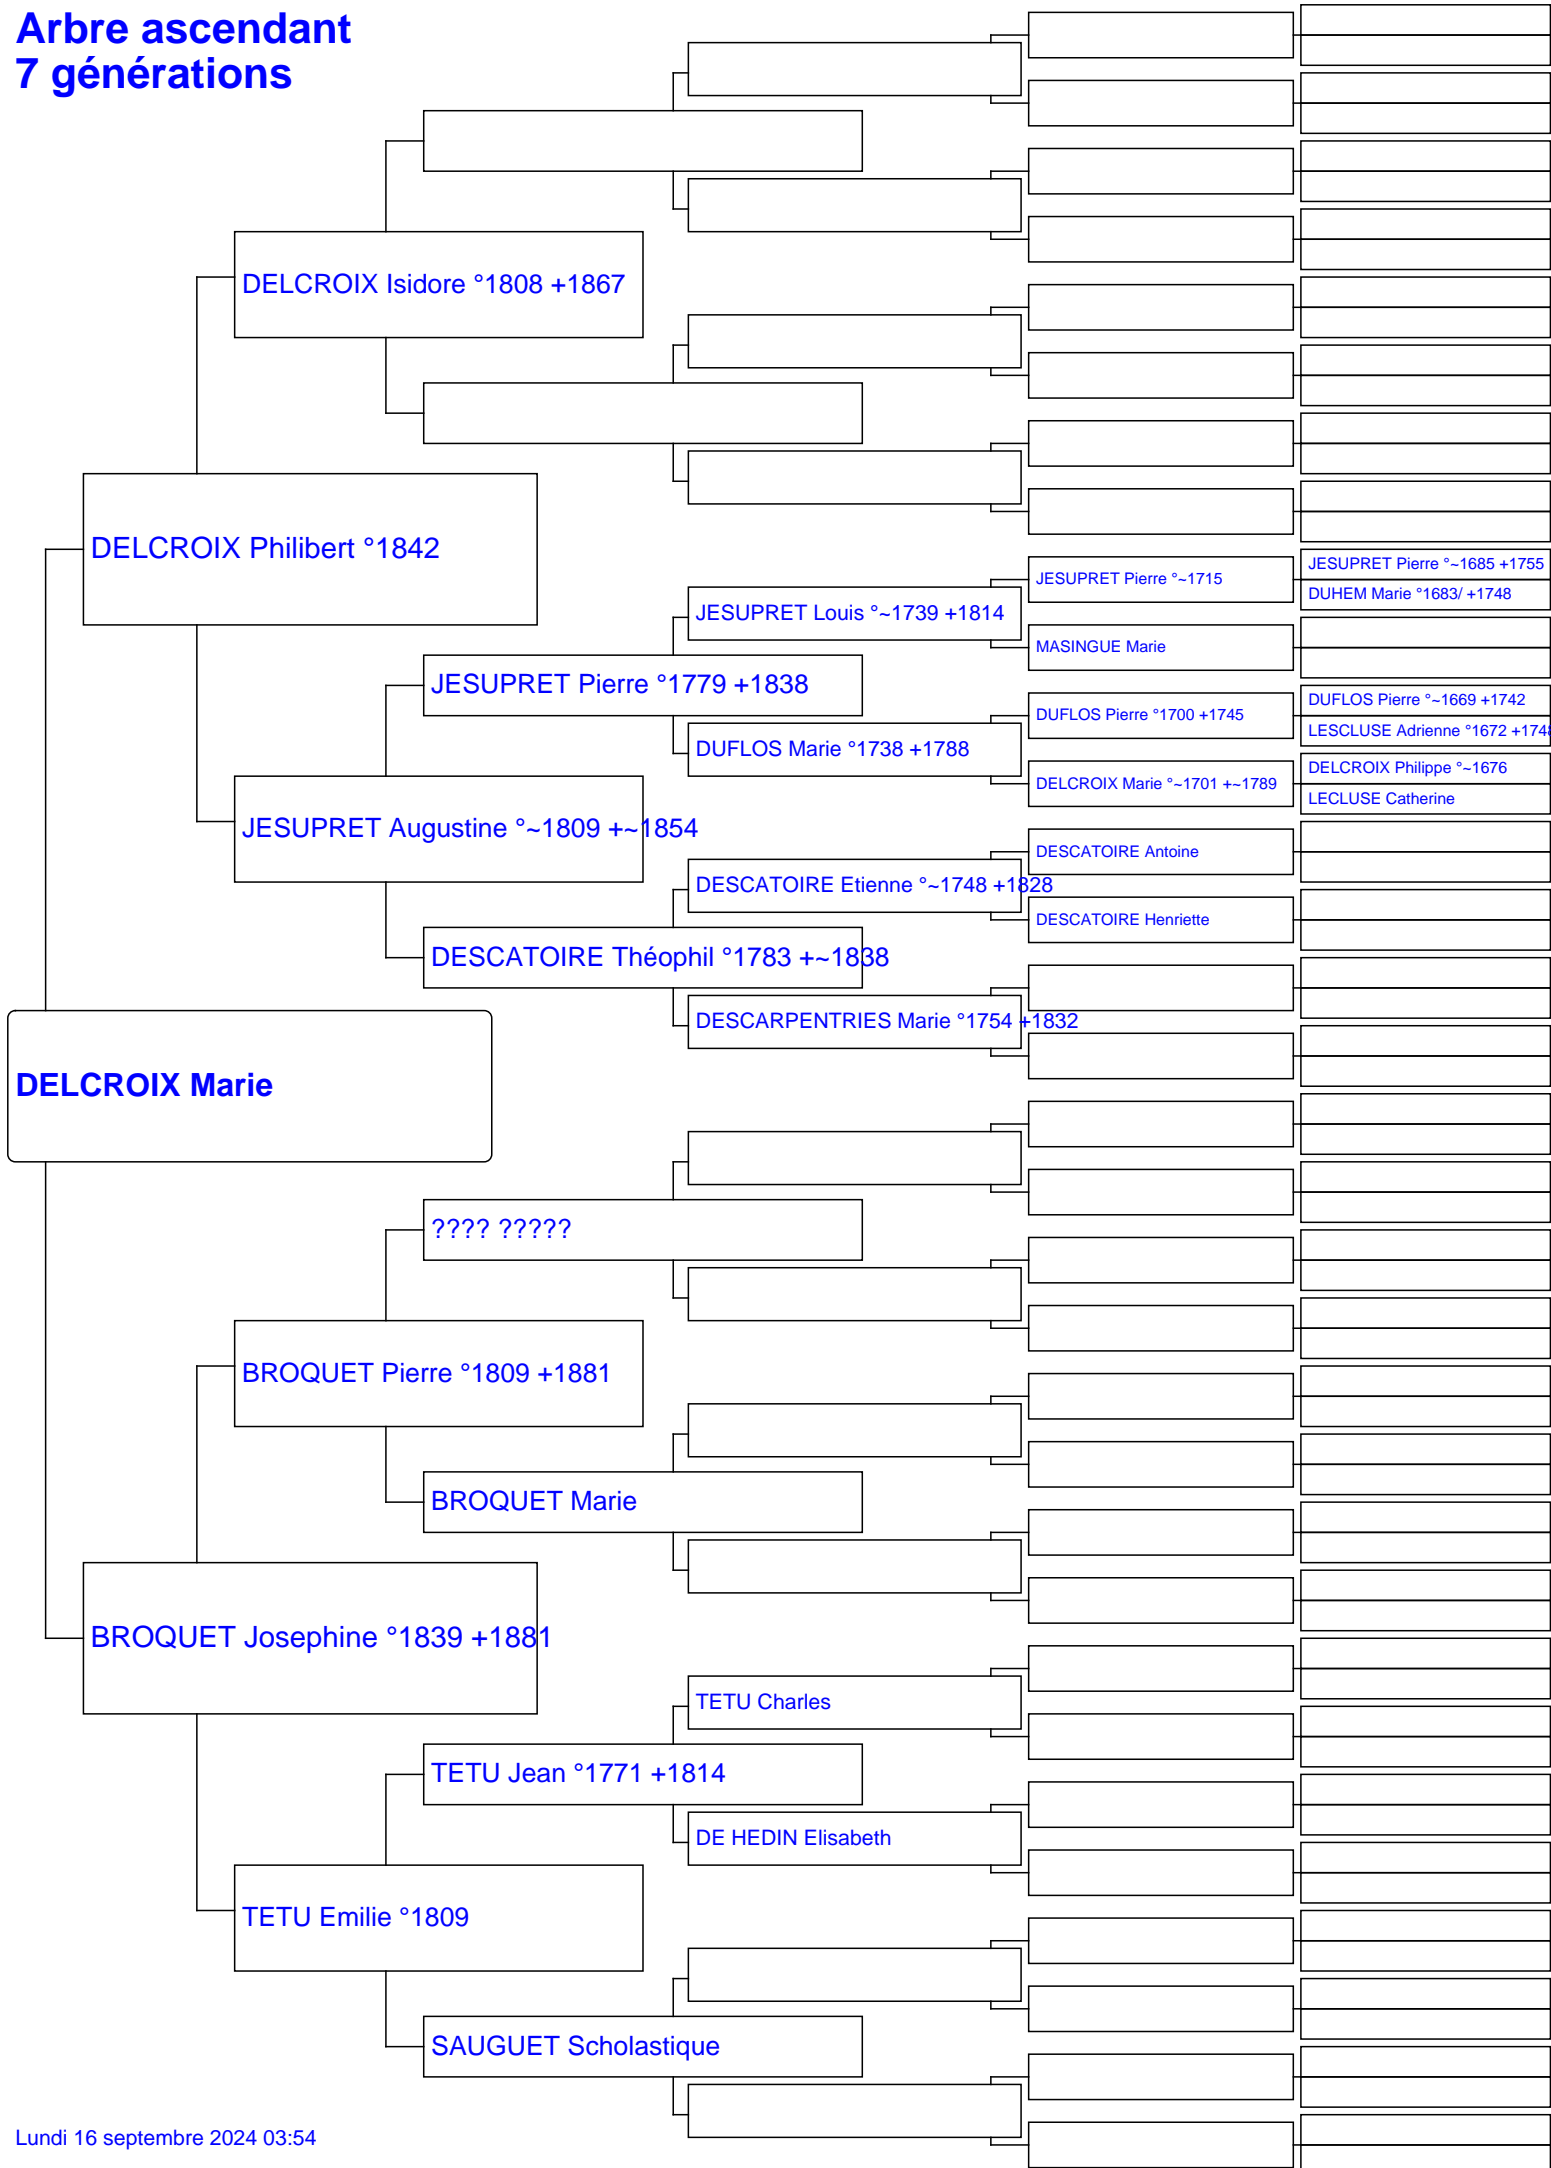 Arbre ascendant
7 générations
DELCROIX Isidore °1808 +1867
DELCROIX Philibert °1842
JESUPRET Pierre °~1685 +1755
JESUPRET Pierre °~1715
DUHEM Marie °1683/ +1748
JESUPRET Louis °~1739 +1814
MASINGUE Marie
JESUPRET Pierre °1779 +1838
DUFLOS Pierre °~1669 +1742
DUFLOS Pierre °1700 +1745
LESCLUSE Adrienne °1672 +1748
DUFLOS Marie °1738 +1788
DELCROIX Philippe °~1676
DELCROIX Marie °~1701 +~1789
LECLUSE Catherine
JESUPRET Augustine °~1809 +~1854
DESCATOIRE Antoine
DESCATOIRE Etienne °~1748 +1828
DESCATOIRE Henriette
DESCATOIRE Théophil °1783 +~1838
DESCARPENTRIES Marie °1754 +1832
DELCROIX Marie
???? ?????
BROQUET Pierre °1809 +1881
BROQUET Marie
BROQUET Josephine °1839 +1881
TETU Charles
TETU Jean °1771 +1814
DE HEDIN Elisabeth
TETU Emilie °1809
SAUGUET Scholastique
Lundi 16 septembre 2024 03:54